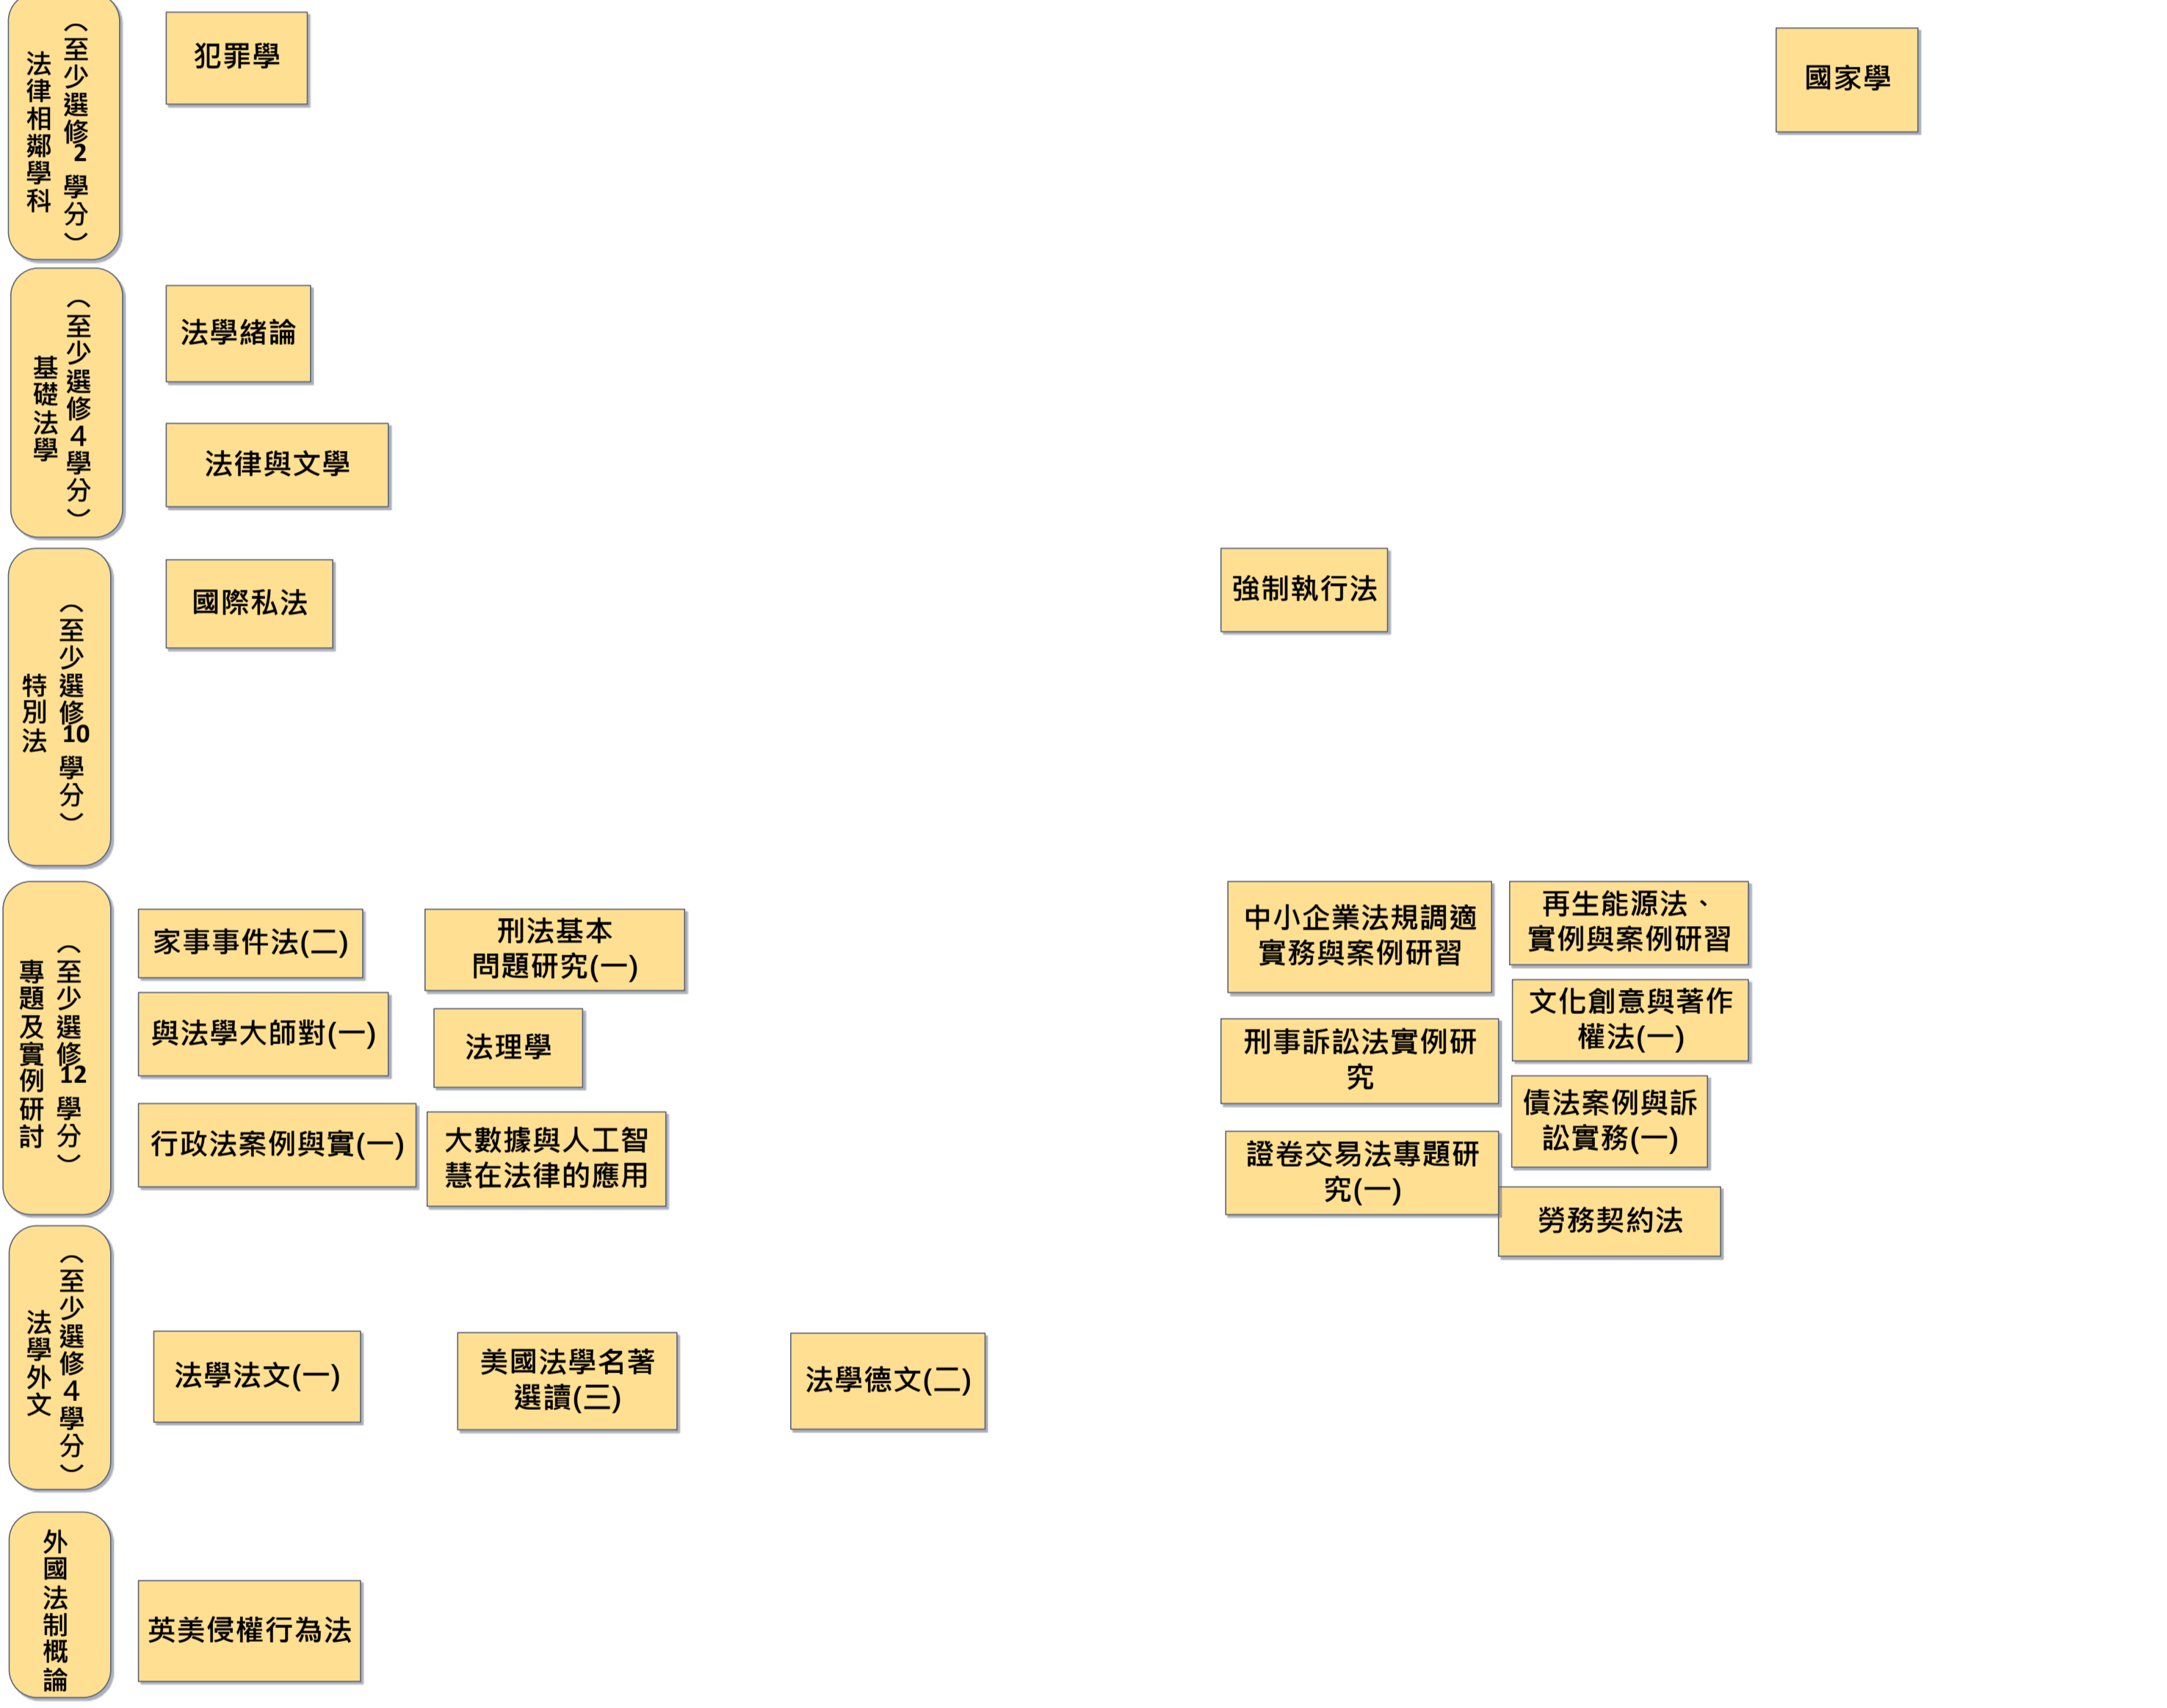 法律相鄰學科
（至少選修2學分）
犯罪學
國家學
基礎法學
（至少選修4學分）
法學緒論
法律與文學
特別法
（至少選修10學分）
國際私法
強制執行法
專題及實例研討
（至少選修12學分）
家事事件法(二)
刑法基本
問題研究(一)
與法學大師對(一)
法理學
行政法案例與實(一)
大數據與人工智
慧在法律的應用
中小企業法規調適
實務與案例研習
再生能源法、
實例與案例研習
文化創意與著作
權法(一)
刑事訴訟法實例研
究
債法案例與訴
訟實務(一)
證卷交易法專題研
究(一)
勞務契約法
法學外文
（至少選修4學分）
法學法文(一)
美國法學名著
選讀(三)
法學德文(二)
外國法制概論
英美侵權行為法